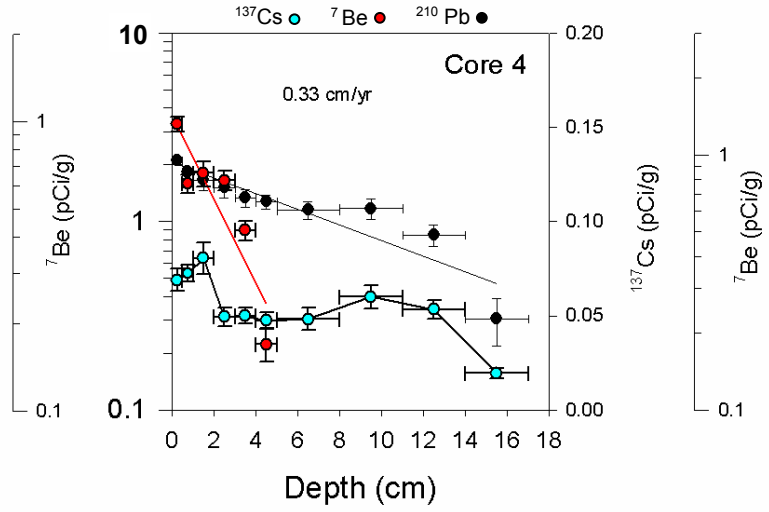 137Cs 7Be 210Pb
10
1
0.1
Core 4
0.33 cm/yr
1
0.1
7Be (pCi/g)
0.20
0.15
0.10
0.05
0.00
137Cs (pCi/g)
1
0.1
7Be (pCi/g)
0 2 4 6 8 10 12 14 16 18
Depth (cm)